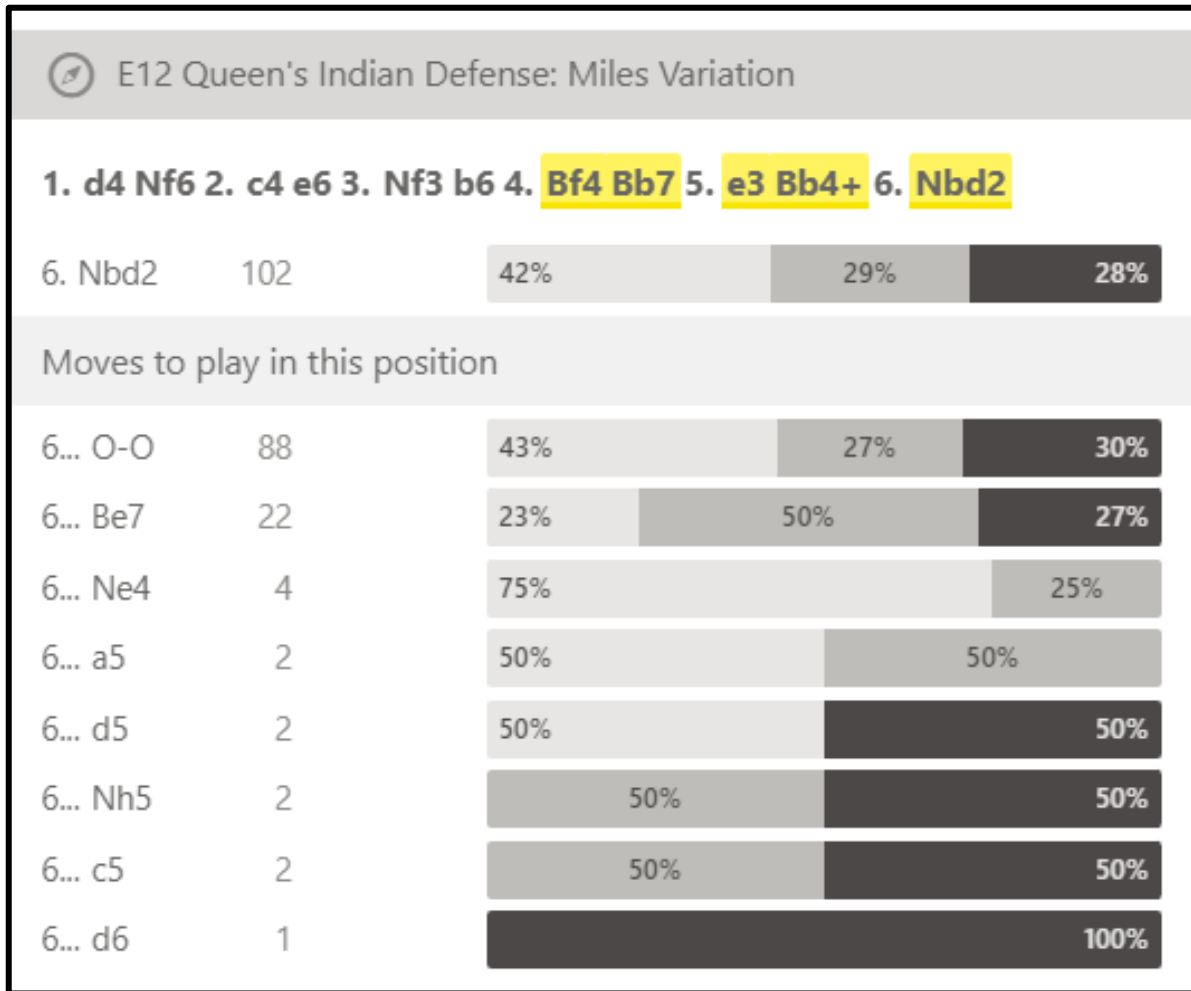 E12 Queen's Indian Defense: Miles Variation
1. d4 Nf6 2. c4 e6 3. Nf3 b6 4. Bf4 Bb7 5. e3 Bb4+ 6. Nbd2
6. Nbd2 102 42% 29% 28%
Moves to play in this position
6... O-O 88 43% 27% 30%
6... Be7 22 23% 50% 27%
6... Ne4 4 75% 25%
6... a5 2 50% 50%
6... d5 2 50% 50%
6... Nh5 2 50% 50%
6... c5 2 50% 50%
6... d6 1 100%